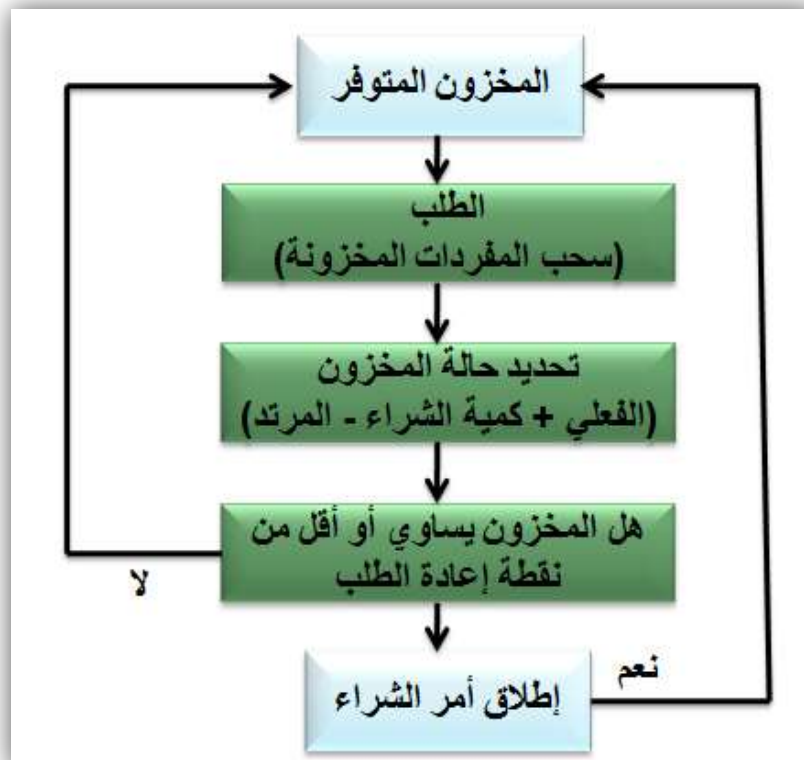 المخزون المتوفر
الطلب
(سحب المفردات المخزونة)
تحديد حالة المخزون
(الفعلي + كمية الشراء - المرتد)
هل المخزون يساوي أو أقل من
نقطة إعادة الطلب
لا
نعم
إطلاق أمر الشراء